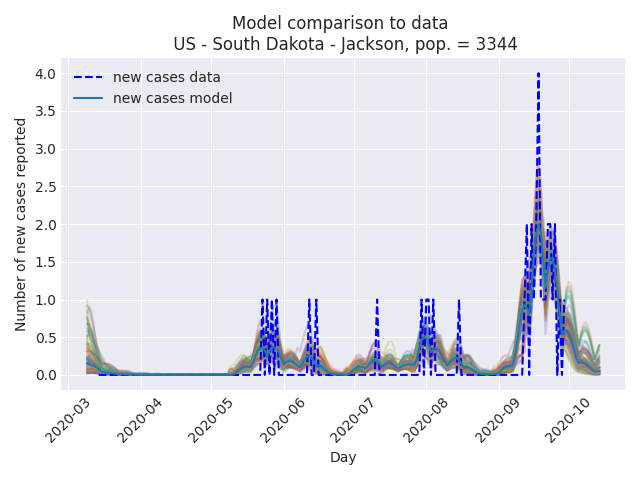 Model comparison to data
US - South Dakota - Jackson, pop. = 3344
new cases data
new cases model
Number of new cases reported
4.0
3.5
3.0
2.5
2.0
1.5
1.0
0.5
0.0
2020-03
2020-04
2020-05
2020-06
2020-07
2020-08
2020-09
2020-10
Day